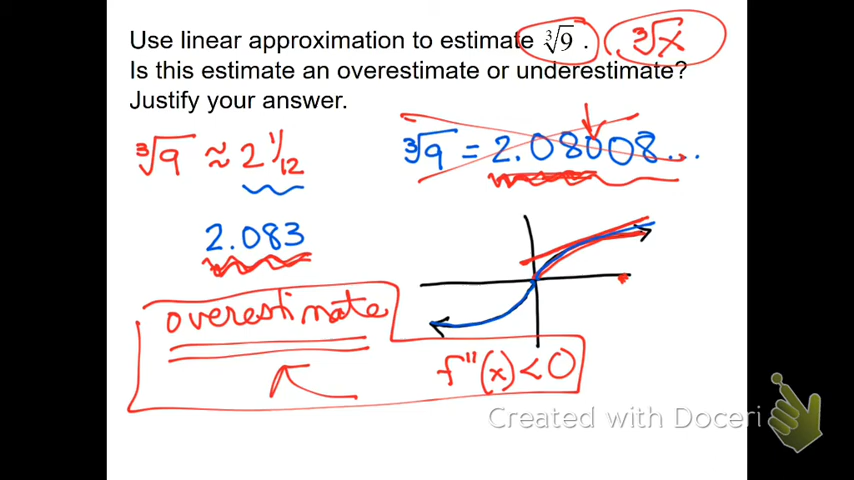 Use linear approximation to estimate ∛9 . ∛x
Is this estimate an overestimate or underestimate?
Justify your answer.
∛9 ≈ 2 1/12
∛9 = 2.08008...
2.083
overestimate
f''(x) < 0
Created with Doceri